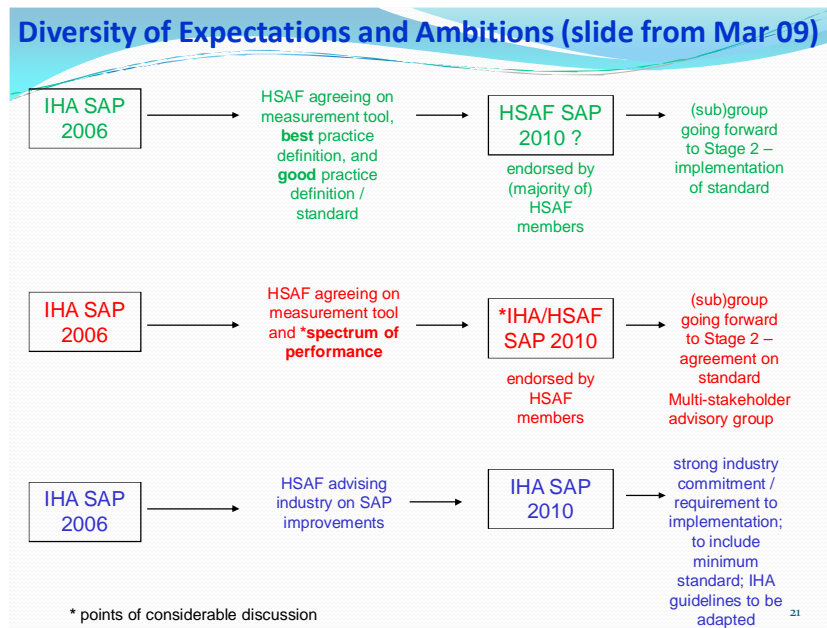 Diversity of Expectations and Ambitions (slide from Mar 09)
IHA SAP
2006
HSAF agreeing on
measurement tool,
best practice
definition, and
good practice
definition /
standard
HSAF SAP
2010 ?
endorsed by
(majority of)
HSAF
members
(sub)group
going forward
to Stage 2 –
implementation
of standard
IHA SAP
2006
HSAF agreeing on
measurement tool
and *spectrum of
performance
*IHA/HSAF
SAP 2010
endorsed by
HSAF
members
(sub)group
going forward
to Stage 2 –
agreement on
standard
Multi-stakeholder
advisory group
IHA SAP
2006
HSAF advising
industry on SAP
improvements
IHA SAP
2010
strong industry
commitment /
requirement to
implementation;
to include
minimum
standard; IHA
guidelines to be
adapted
* points of considerable discussion
21